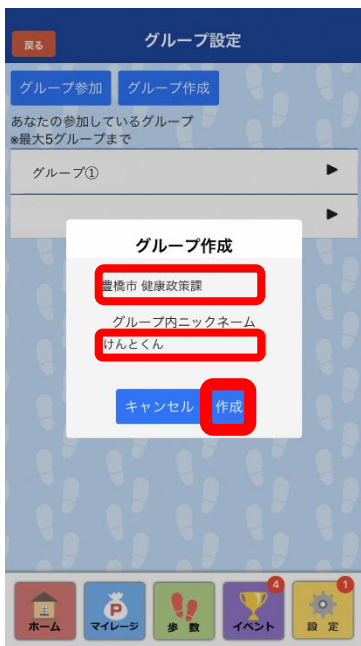 戻る
グループ設定
グループ参加
グループ作成
あなたの参加しているグループ
※最大5グループまで
グループ①
グループ作成
豊橋市 健康政策課
グループ内ニックネーム
けんとくん
キャンセル
作成
4
1
P
ホーム
マイレージ
歩 数
イベント
設 定